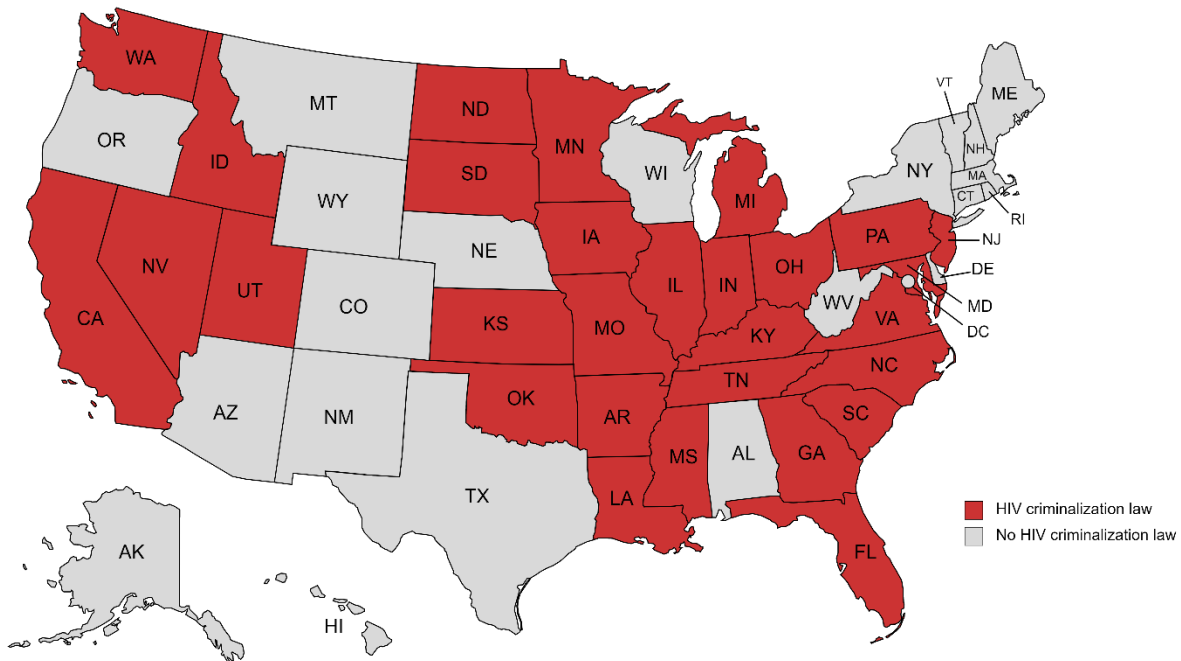 WA
MT
ND
MN
VT
ME
OR
ID
SD
WI
NH
NY
MA
CT
RI
WY
MI
IA
PA
NJ
NE
NV
UT
CO
IL
IN
OH
DE
CA
KS
MO
WV
VA
MD
DC
KY
NC
TN
AZ
NM
OK
AR
SC
MS
AL
GA
TX
LA
HIV criminalization law
No HIV criminalization law
AK
FL
HI